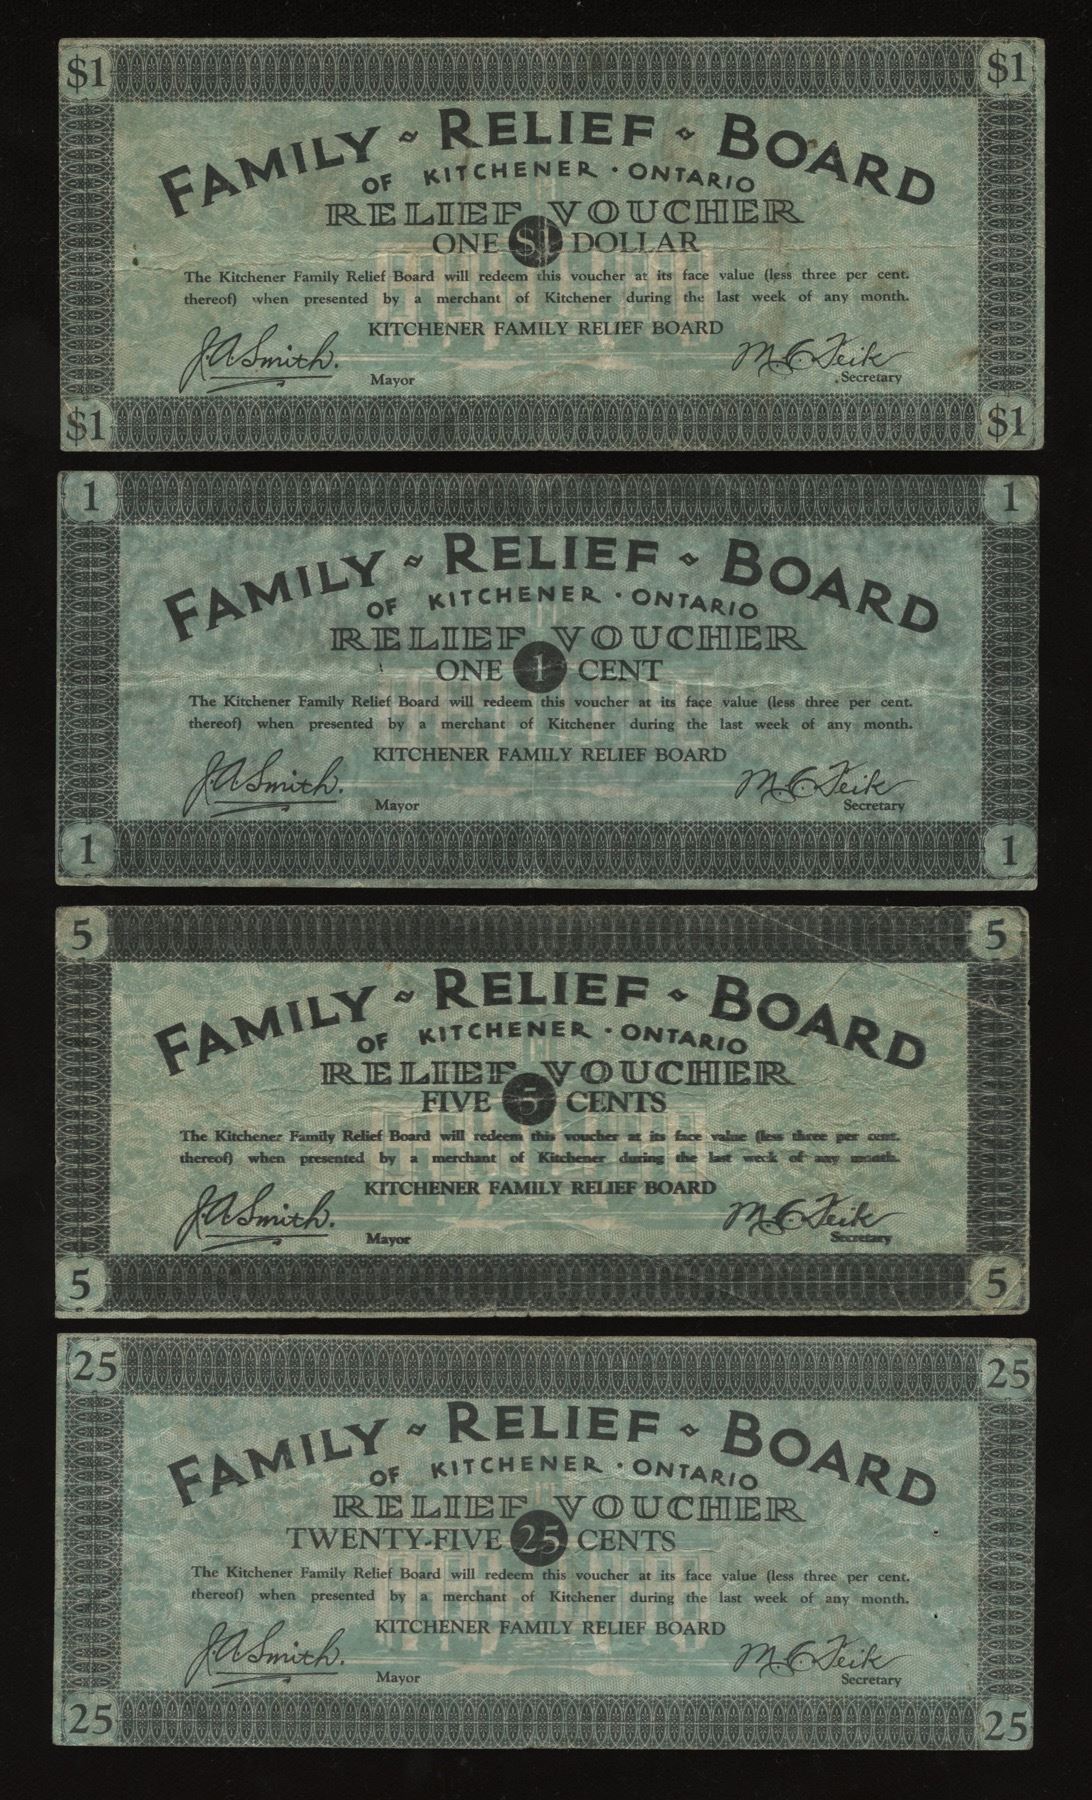 $1 $1
FAMILY ~ RELIEF ~ BOARD
OF KITCHENER · ONTARIO
RELIEF VOUCHER
ONE $1 DOLLAR
The Kitchener Family Relief Board will redeem this voucher at its face value (less three per cent.
thereof) when presented by a merchant of Kitchener during the last week of any month.
KITCHENER FAMILY RELIEF BOARD
J.A Smith. M.C. Zeik
Mayor Secretary
$1 $1
1 1
FAMILY ~ RELIEF ~ BOARD
OF KITCHENER · ONTARIO
RELIEF VOUCHER
ONE 1 CENT
The Kitchener Family Relief Board will redeem this voucher at its face value (less three per cent.
thereof) when presented by a merchant of Kitchener during the last week of any month.
KITCHENER FAMILY RELIEF BOARD
J.A Smith. M.C.
Mayor Secretary
1 1
5 5
FAMILY ~ RELIEF ~ BOARD
OF KITCHENER · ONTARIO
RELIEF VOUCHER
FIVE 5 CENTS
The Kitchener Family Relief Board will redeem this voucher at its face value (less three per cent.
thereof) when presented by a merchant of Kitchener during the last week of any month.
KITCHENER FAMILY RELIEF BOARD
J.A Smith. M.C.
Mayor Secretary
5 5
25 25
FAMILY ~ RELIEF ~ BOARD
OF KITCHENER · ONTARIO
RELIEF VOUCHER
TWENTY-FIVE 25 CENTS
The Kitchener Family Relief Board will redeem this voucher at its face value (less three per cent.
thereof) when presented by a merchant of Kitchener during the last week of any month.
KITCHENER FAMILY RELIEF BOARD
J.A Smith. M.C.
Mayor Secretary
25 25